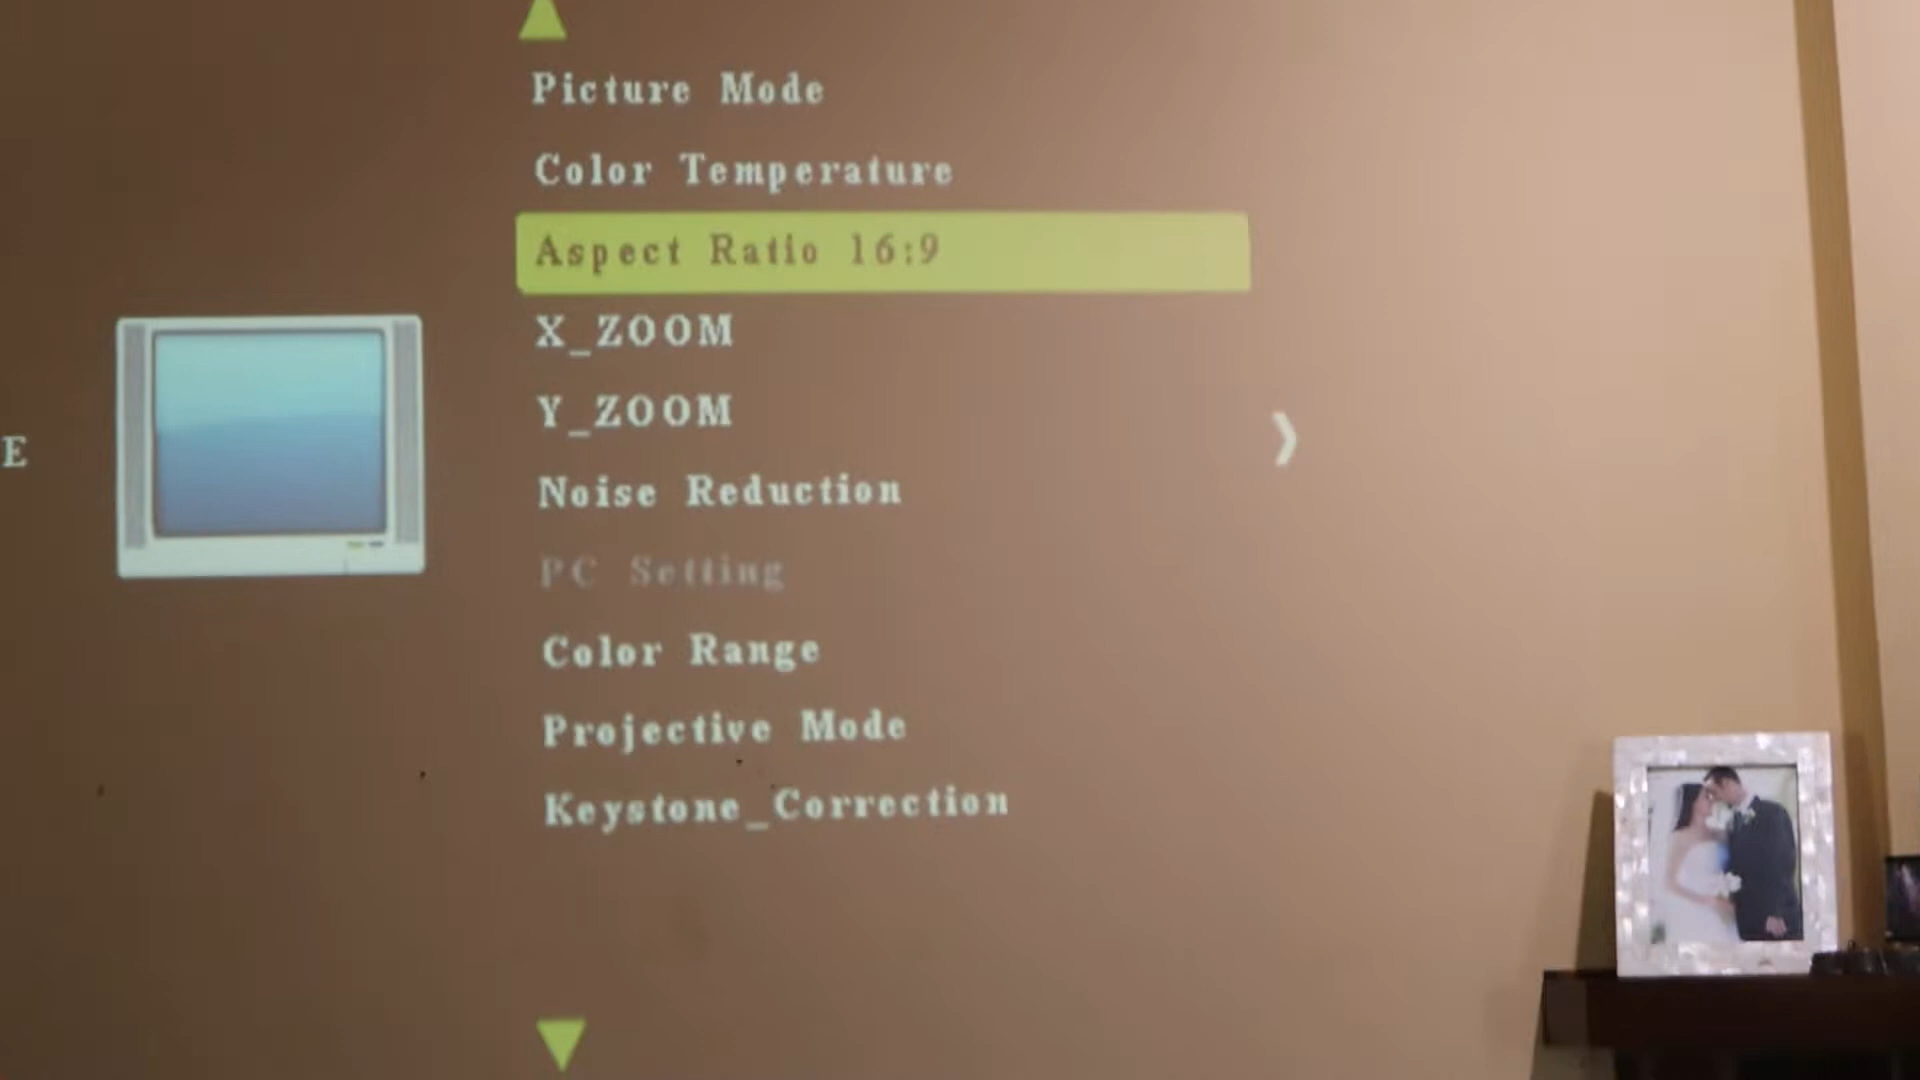 Picture Mode
Color Temperature
Aspect Ratio 16:9
X_ZOOM
Y_ZOOM
E
Noise Reduction
PC Setting
Color Range
Projective Mode
Keystone_Correction